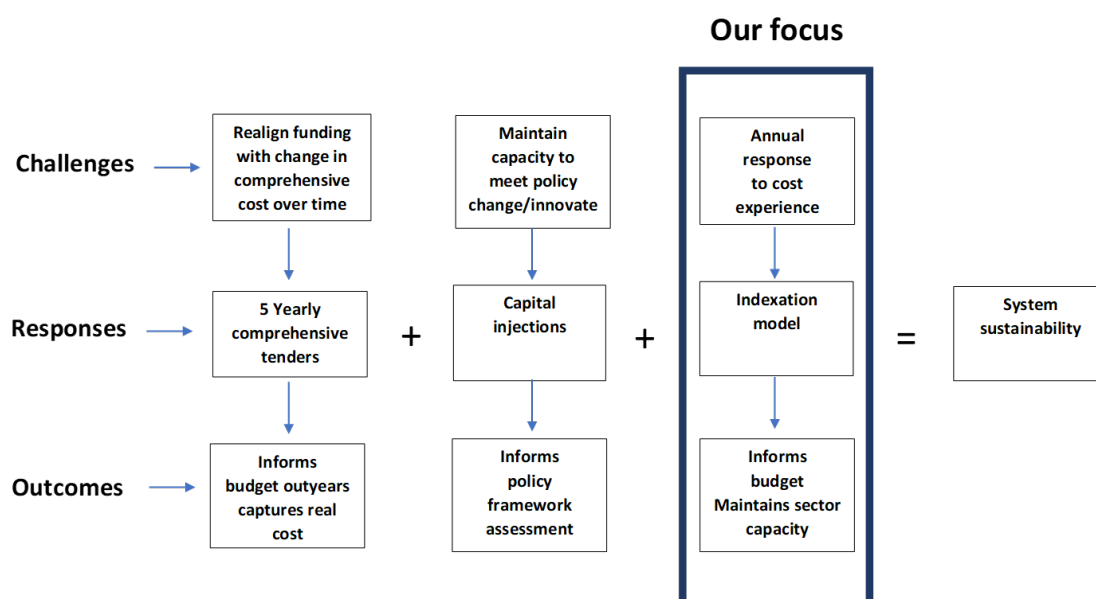 Our focus
Challenges
Realign funding
with change in
comprehensive
cost over time
Maintain
capacity to
meet policy
change/innovate
Annual
response
to cost
experience
Responses
5 Yearly
comprehensive
tenders
+
Capital
injections
+
Indexation
model
=
System
sustainability
Outcomes
Informs
budget outyears
captures real
cost
Informs
policy
framework
assessment
Informs
budget
Maintains sector
capacity